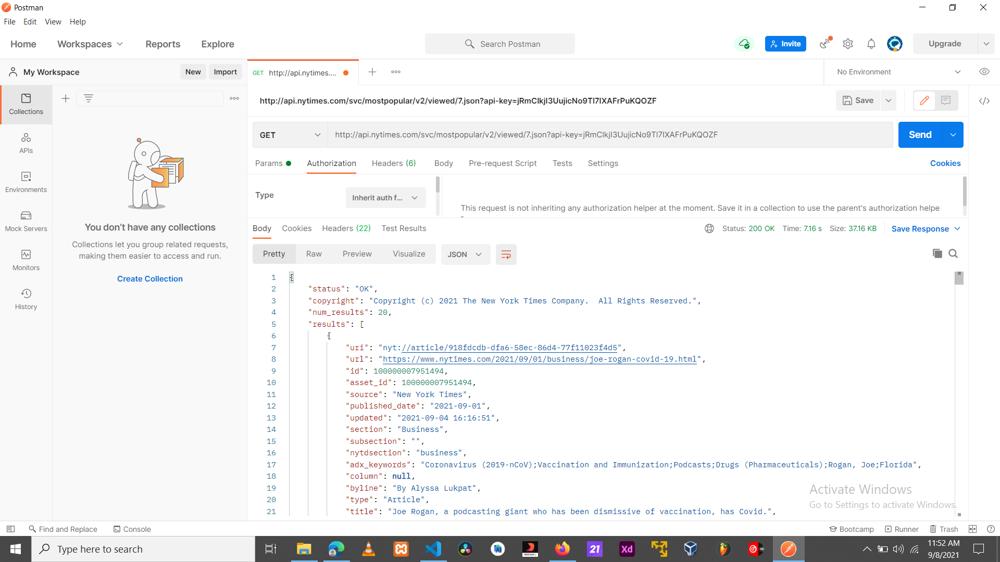 Postman
File Edit View Help
Home Workspaces Reports Explore
Search Postman
Invite
Upgrade
My Workspace
New
Import
GET http://api.nytimes....
No Environment
Collections
APIs
Environments
Mock Servers
Monitors
History
You don't have any collections
Collections let you group related requests,
making them easier to access and run.
Create Collection
http://api.nytimes.com/svc/mostpopular/v2/viewed/7.json?api-key=jRmClkjI3UujicNo9Tl7IXAFrPuKQOZF
Save
GET
http://api.nytimes.com/svc/mostpopular/v2/viewed/7.json?api-key=jRmClkjI3UujicNo9Tl7IXAFrPuKQOZF
Send
Params Authorization Headers (6) Body Pre-request Script Tests Settings
Cookies
Type
Inherit auth f...
This request is not inheriting any authorization helper at the moment. Save it in a collection to use the parent's authorization helpe
Body Cookies Headers (22) Test Results
Status: 200 OK Time: 7.16 s Size: 37.16 KB
Save Response
Pretty Raw Preview Visualize
JSON
1 {
2 "status": "OK",
3 "copyright": "Copyright (c) 2021 The New York Times Company.  All Rights Reserved.",
4 "num_results": 20,
5 "results": [
6 {
7 "uri": "nyt://article/918fdcdb-dfa6-58ec-86d4-77f11023f4d5",
8 "url": "https://www.nytimes.com/2021/09/01/business/joe-rogan-covid-19.html",
9 "id": 100000007951494,
10 "asset_id": 100000007951494,
11 "source": "New York Times",
12 "published_date": "2021-09-01",
13 "updated": "2021-09-04 16:16:51",
14 "section": "Business",
15 "subsection": "",
16 "nytdsection": "business",
17 "adx_keywords": "Coronavirus (2019-nCoV);Vaccination and Immunization;Podcasts;Drugs (Pharmaceuticals);Rogan, Joe;Florida",
18 "column": null,
19 "byline": "By Alyssa Lukpat",
20 "type": "Article",
21 "title": "Joe Rogan, a podcasting giant who has been dismissive of vaccination, has Covid.",
Activate Windows
Go to Settings to activate Windows.
Find and Replace
Console
Bootcamp
Runner
Trash
Type here to search
21
Xd
11:52 AM
9/8/2021